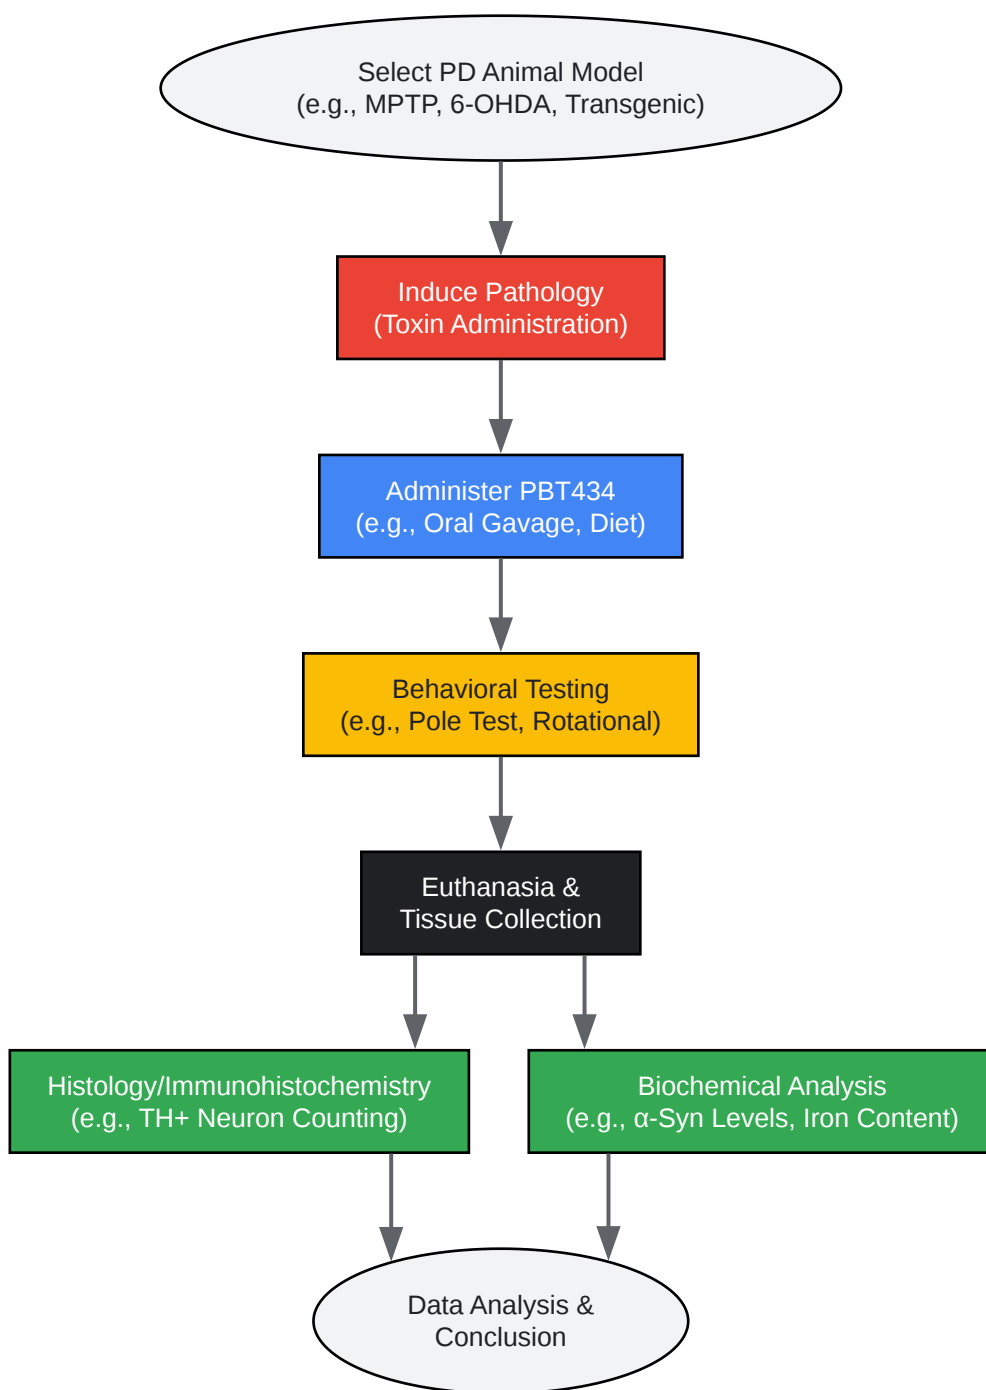 Select PD Animal Model
(e.g., MPTP, 6-OHDA, Transgenic)
Induce Pathology
(Toxin Administration)
Administer PBT434
(e.g., Oral Gavage, Diet)
Behavioral Testing
(e.g., Pole Test, Rotational)
Euthanasia &
Tissue Collection
Histology/Immunohistochemistry
(e.g., TH+ Neuron Counting)
Biochemical Analysis
(e.g., α-Syn Levels, Iron Content)
Data Analysis &
Conclusion